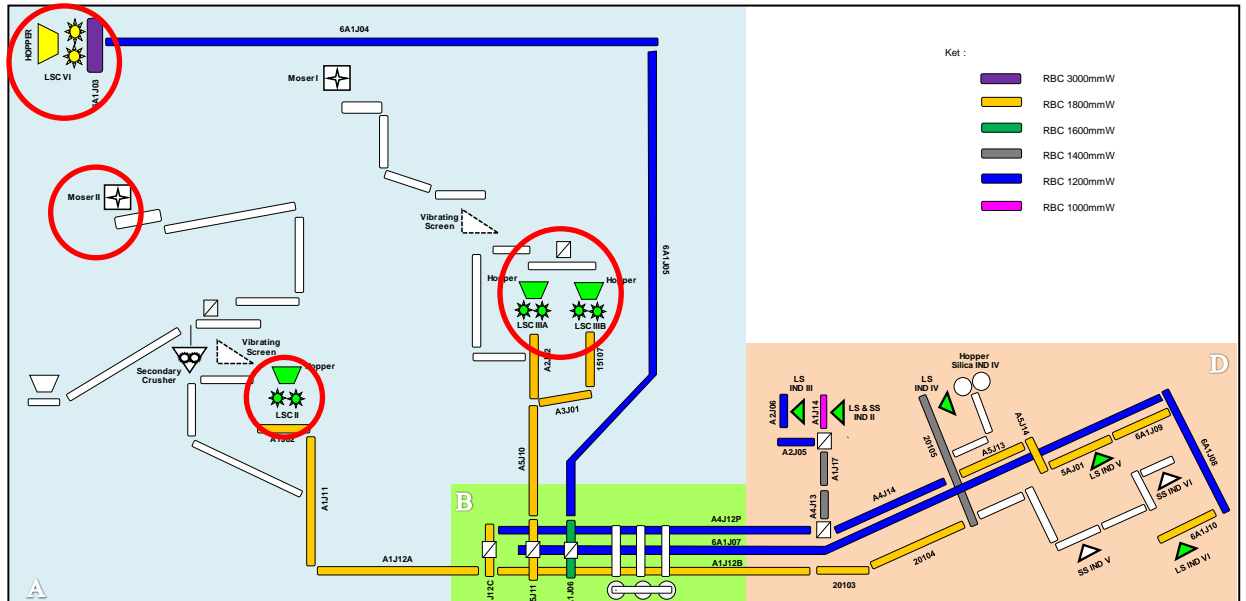 HOPPER
LSC VI
6A1J03
6A1J04
Moser I
Ket :
RBC 3000mmW
RBC 1800mmW
RBC 1600mmW
RBC 1400mmW
RBC 1200mmW
RBC 1000mmW
Moser II
Vibrating
Screen
6A1J05
Hopper
Hopper
LSC IIIA
LSC IIIB
A2J02
15107
A3J01
Vibrating
Screen
Secondary
Crusher
Hopper
LSC II
A1J02
A1J11
A5J10
A1J12A
A
B
A4J12P
6A1J07
A1J12B
J12C
5J11
1J06
D
LS
IND III
A2J06
A1J14
LS & SS
IND II
A2J05
A1J17
A4J13
LS
IND IV
Hopper
Silica IND IV
20105
A5J13
A5J14
5AJ01
6A1J09
LS IND V
6A1J08
SS IND VI
A4J14
20103
20104
SS IND V
6A1J10
LS IND VI